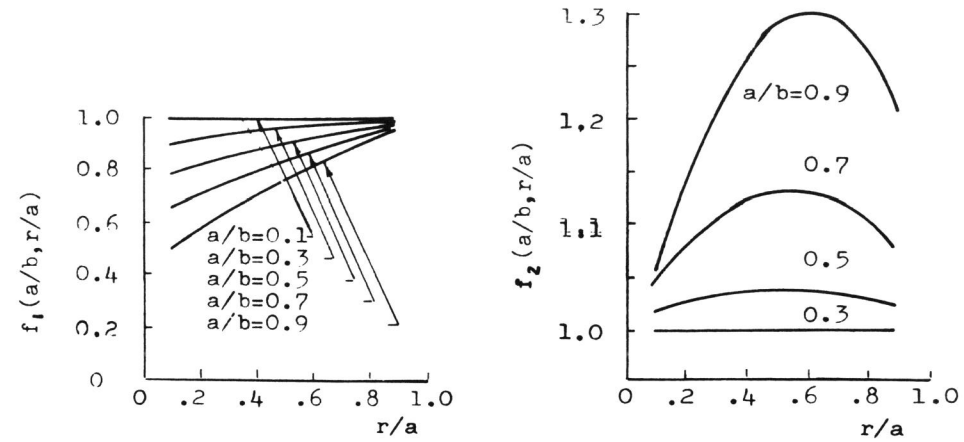 1.0
0.8
0.6
0.4
0.2
0
f₁(a/b,r/a)
a/b=0.1
a/b=0.3
a/b=0.5
a/b=0.7
a/b=0.9
0 .2 .4 .6 .8 1.0
r/a
1.3
1.2
1.1
1.0
f₂(a/b,r/a)
a/b=0.9
0.7
0.5
0.3
0 .2 .4 .6 .8 1.0
r/a